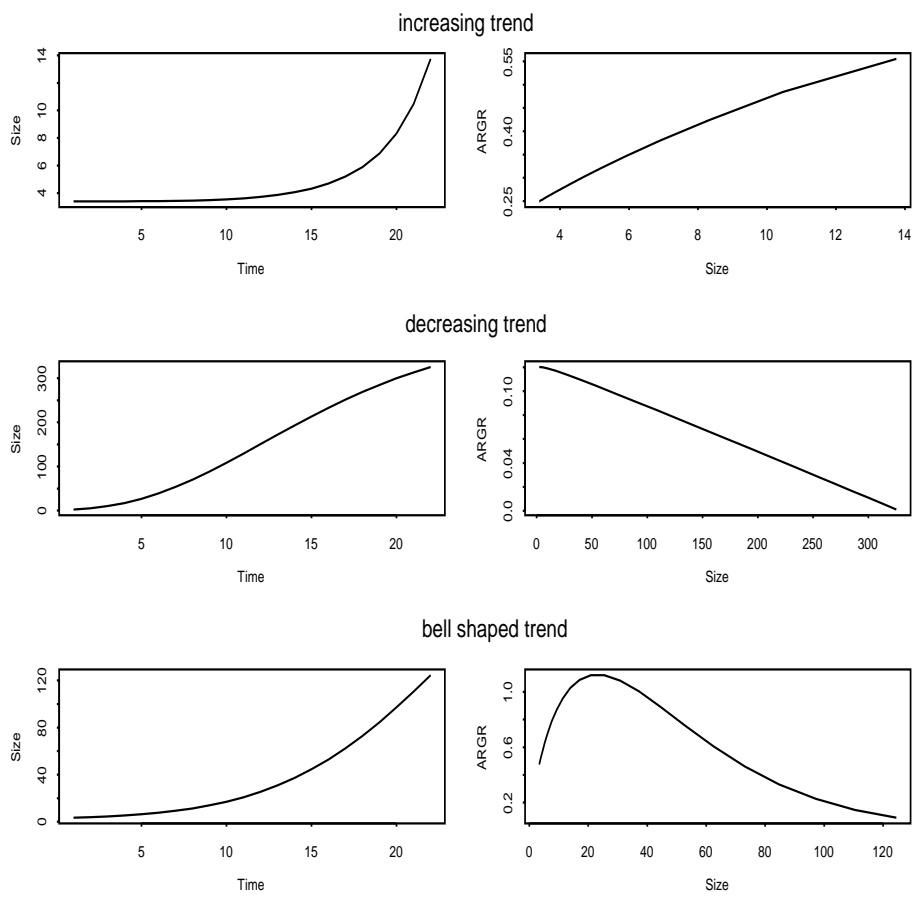 increasing trend
Size
4 6 8 10 14
5 10 15 20
Time
ARGR
0.25 0.40 0.55
4 6 8 10 12 14
Size
decreasing trend
Size
0 100 200 300
5 10 15 20
Time
ARGR
0.0 0.04 0.10
0 50 100 150 200 250 300
Size
bell shaped trend
Size
0 40 80 120
5 10 15 20
Time
ARGR
0.2 0.6 1.0
0 20 40 60 80 100 120
Size